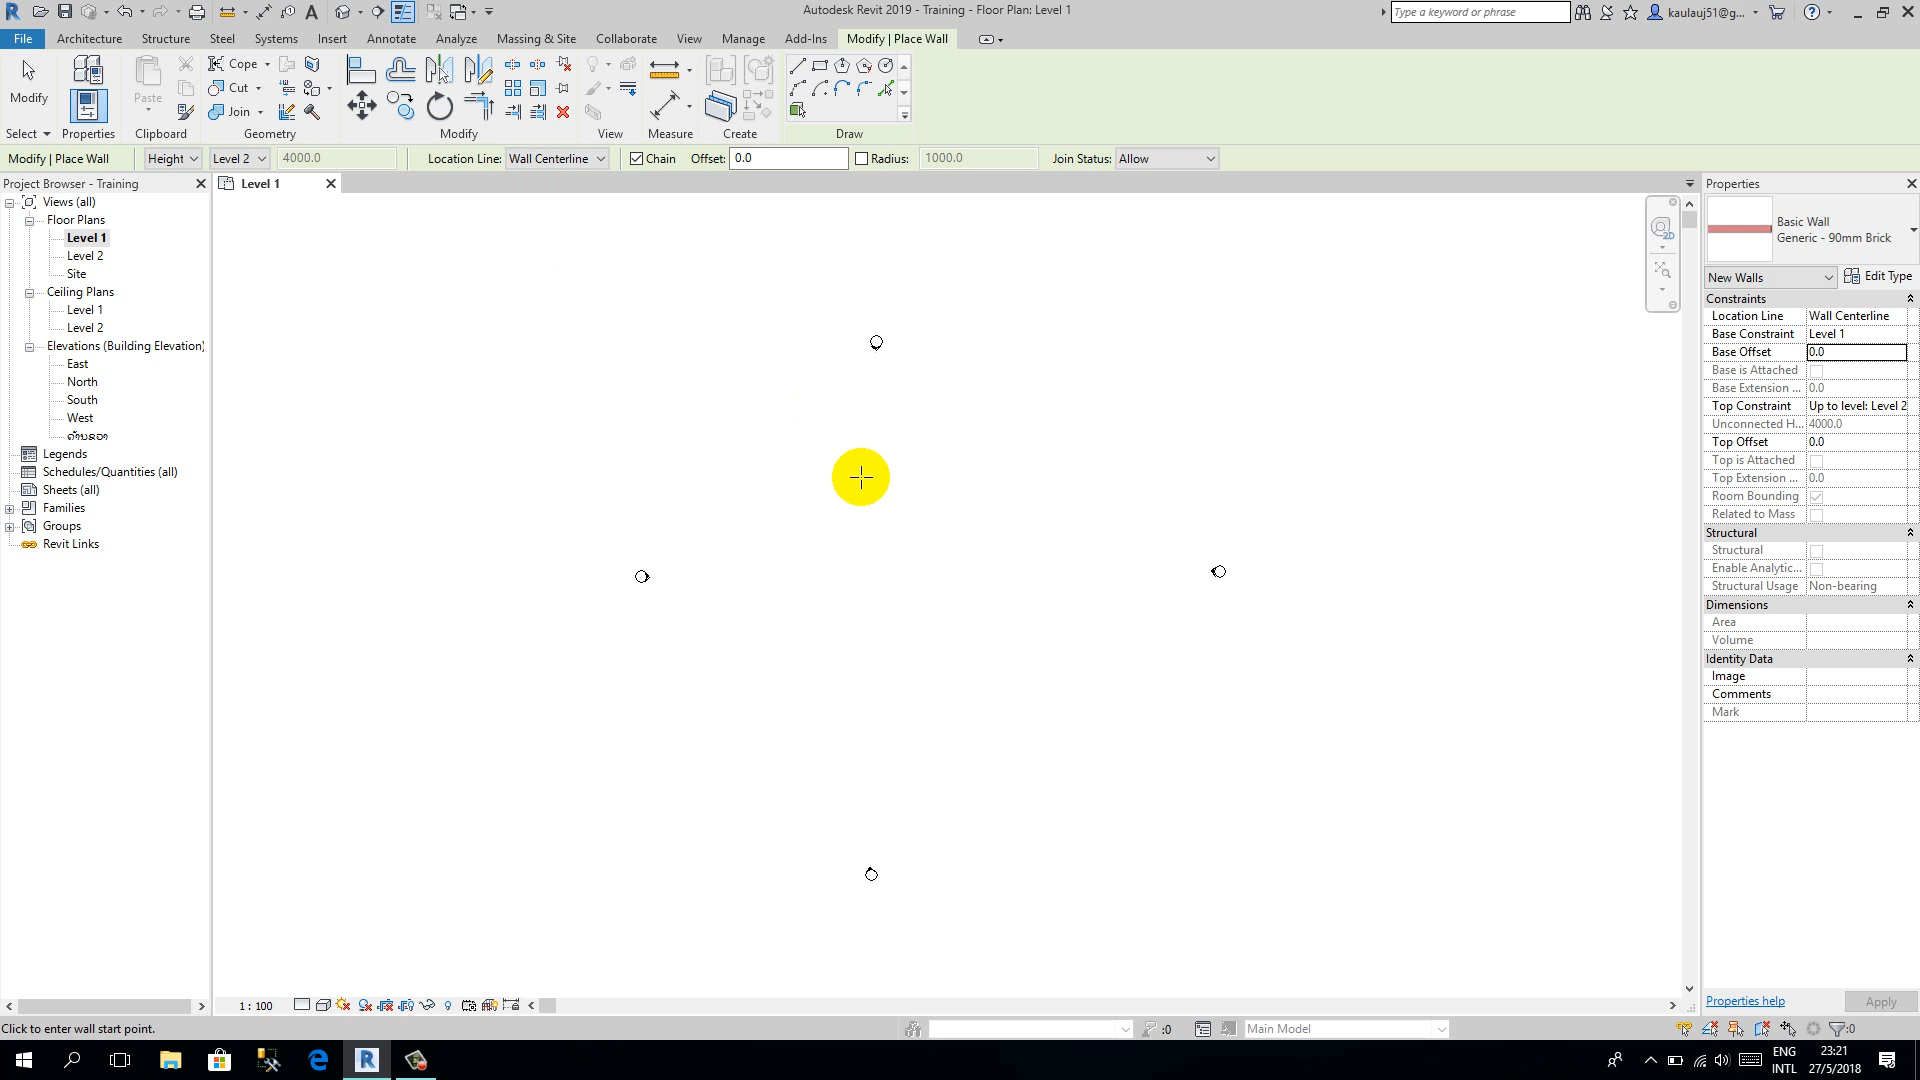 Autodesk Revit 2019 - Training - Floor Plan: Level 1
Type a keyword or phrase
kaulauj51@g...
File Architecture Structure Steel Systems Insert Annotate Analyze Massing & Site Collaborate View Manage Add-Ins Modify | Place Wall
Modify
Paste
Cope
Cut
Join
Select Properties Clipboard Geometry Modify View Measure Create Draw
Modify | Place Wall Height Level 2 4000.0 Location Line: Wall Centerline Chain Offset: 0.0 Radius: 1000.0 Join Status: Allow
Project Browser - Training
Views (all)
Floor Plans
Level 1
Level 2
Site
Ceiling Plans
Level 1
Level 2
Elevations (Building Elevation)
East
North
South
West
ດ້ານຂວາ
Legends
Schedules/Quantities (all)
Sheets (all)
Families
Groups
Revit Links
Level 1
2D
Properties
Basic Wall
Generic - 90mm Brick
New Walls Edit Type
Constraints
Location Line Wall Centerline
Base Constraint Level 1
Base Offset 0.0
Base is Attached
Base Extension ... 0.0
Top Constraint Up to level: Level 2
Unconnected H... 4000.0
Top Offset 0.0
Top is Attached
Top Extension ... 0.0
Room Bounding
Related to Mass
Structural
Structural
Enable Analytic...
Structural Usage Non-bearing
Dimensions
Area
Volume
Identity Data
Image
Comments
Mark
Properties help Apply
1 : 100
Click to enter wall start point.
:0
Main Model
:0
ENG
INTL
23:21
27/5/2018